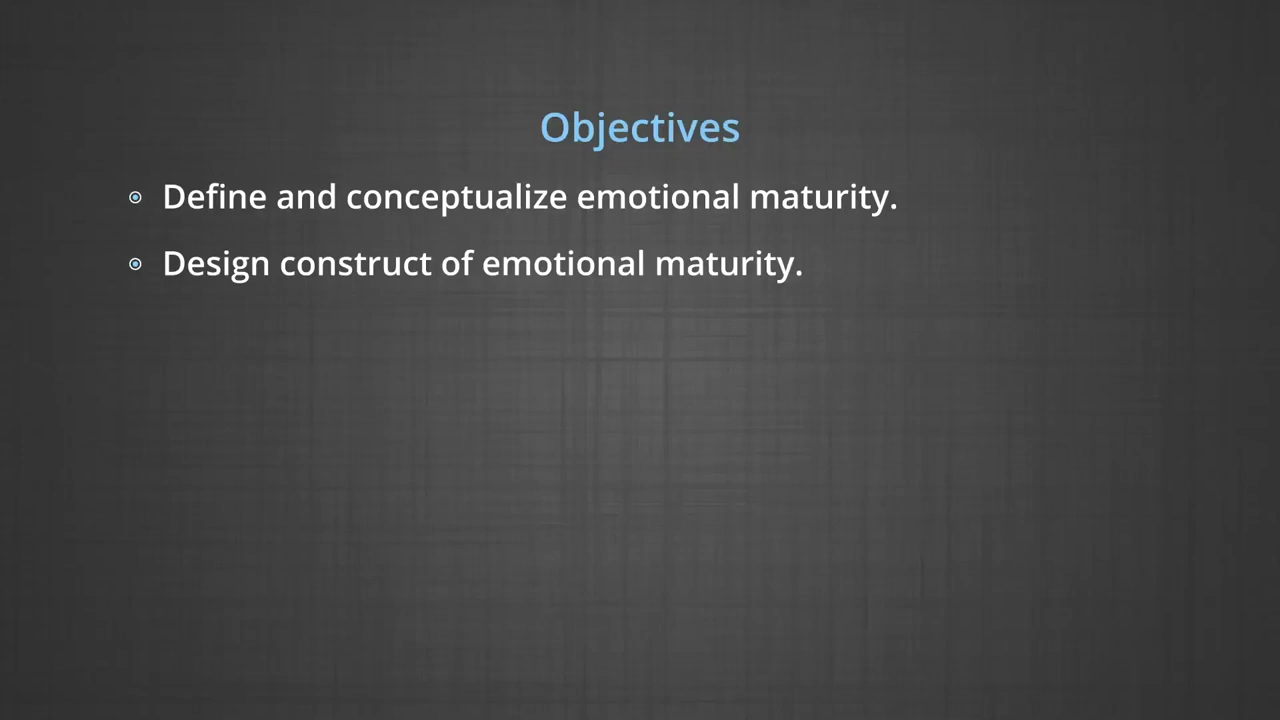 Objectives
Define and conceptualize emotional maturity.
Design construct of emotional maturity.